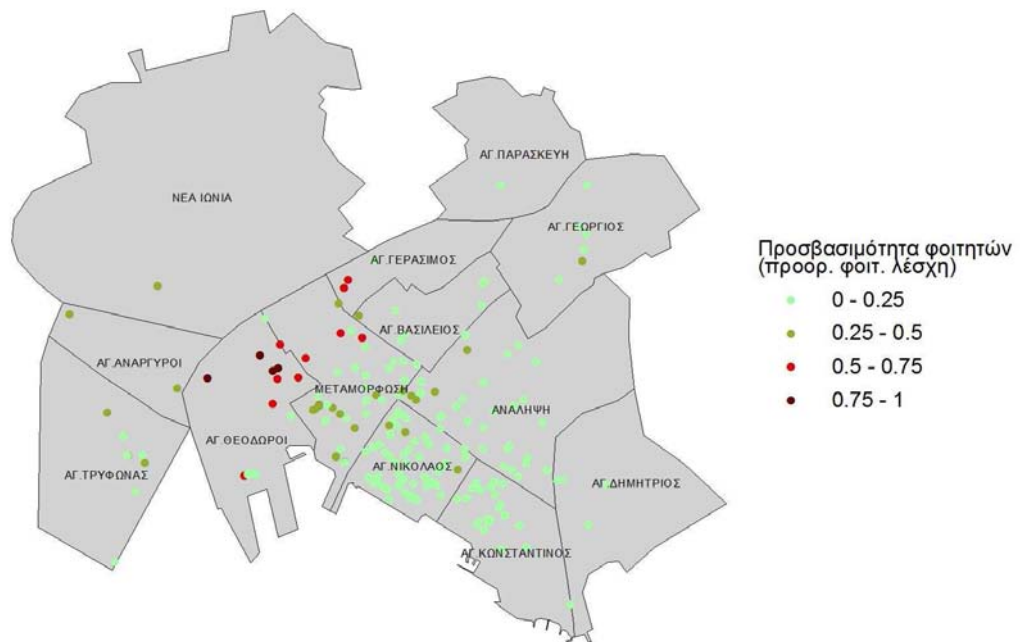 ΑΓ.ΠΑΡΑΣΚΕΥΗ
ΝΕΑ ΙΩΝΙΑ
ΑΓ.ΓΕΩΡΓΙΟΣ
ΑΓ.ΓΕΡΑΣΙΜΟΣ
ΑΓ.ΒΑΣΙΛΕΙΟΣ
ΑΓ.ΑΝΑΡΓΥΡΟΙ
ΜΕΤΑΜΟΡΦΩΣΗ
ΑΝΑΛΗΨΗ
ΑΓ.ΘΕΟΔΩΡΟΙ
ΑΓ.ΝΙΚΟΛΑΟΣ
ΑΓ.ΤΡΥΦΩΝΑΣ
ΑΓ.ΔΗΜΗΤΡΙΟΣ
ΑΓ.ΚΩΝΣΤΑΝΤΙΝΟΣ
Προσβασιμότητα φοιτητών
(προορ. φοιτ. λέσχη)
0 - 0.25
0.25 - 0.5
0.5 - 0.75
0.75 - 1